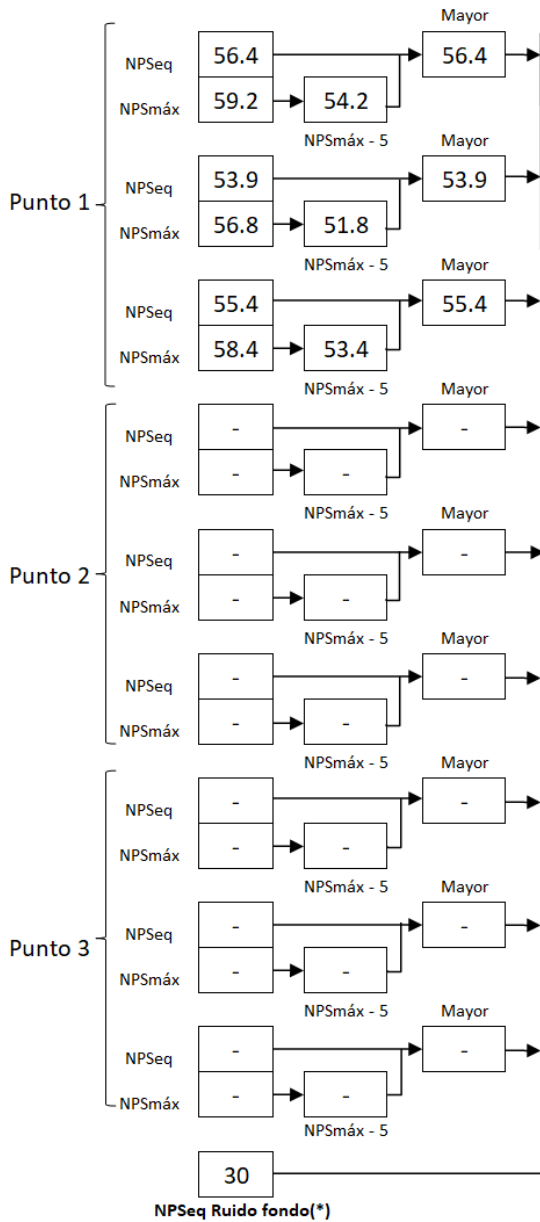 Mayor
NPSeq 56.4 56.4
NPSmáx 59.2 54.2
NPSmáx - 5
Mayor
Punto 1
NPSeq 53.9 53.9
NPSmáx 56.8 51.8
NPSmáx - 5
Mayor
NPSeq 55.4 55.4
NPSmáx 58.4 53.4
NPSmáx - 5
Mayor
NPSeq - -
NPSmáx - -
NPSmáx - 5
Mayor
Punto 2
NPSeq - -
NPSmáx - -
NPSmáx - 5
Mayor
NPSeq - -
NPSmáx - -
NPSmáx - 5
Mayor
NPSeq - -
NPSmáx - -
NPSmáx - 5
Mayor
Punto 3
NPSeq - -
NPSmáx - -
NPSmáx - 5
Mayor
NPSeq - -
NPSmáx - -
NPSmáx - 5
30
NPSeq Ruido fondo(*)